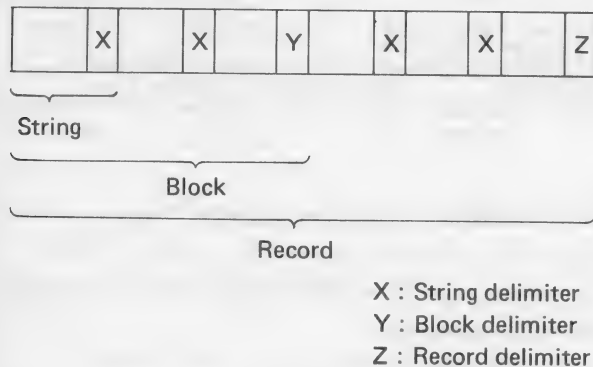 X X Y X X Z
String
Block
Record
X : String delimiter
Y : Block delimiter
Z : Record delimiter